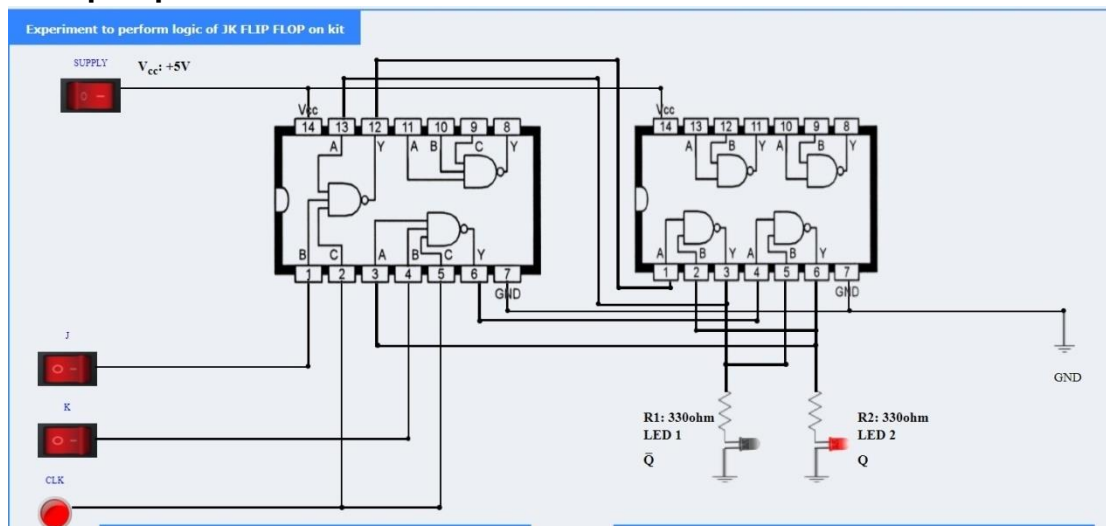 Experiment to perform logic of JK FLIP FLOP on kit
SUPPLY
Vcc: +5V
Vcc
14 13 12 11 10 9 8
A Y A B C Y
B C A B C Y
1 2 3 4 5 6 7
GND
Vcc
14 13 12 11 10 9 8
A B Y A B Y
A B Y A B Y
1 2 3 4 5 6 7
GND
J
K
CLK
GND
R1: 330ohm
LED 1
Q̅
R2: 330ohm
LED 2
Q